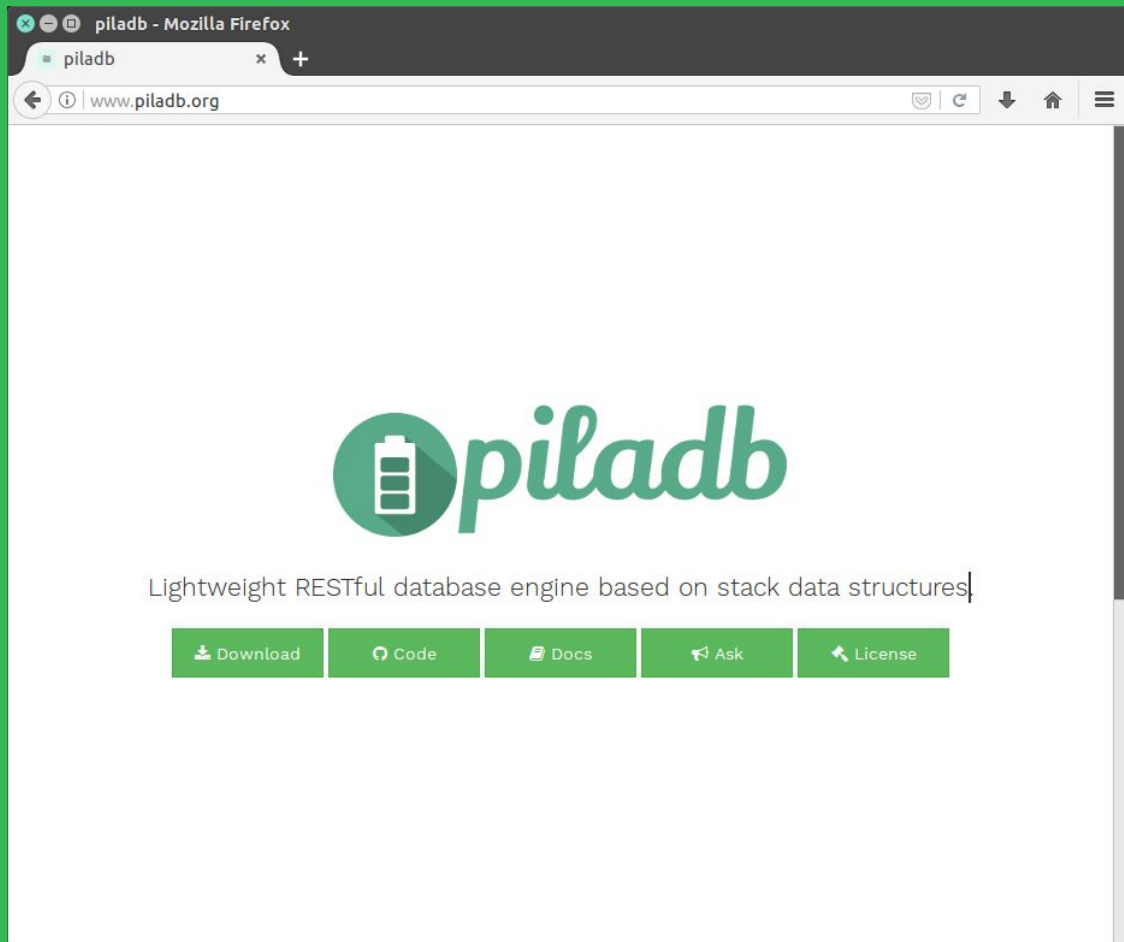 piladb - Mozilla Firefox
piladb
www.piladb.org
piladb
Lightweight RESTful database engine based on stack data structures.
Download Code Docs Ask License